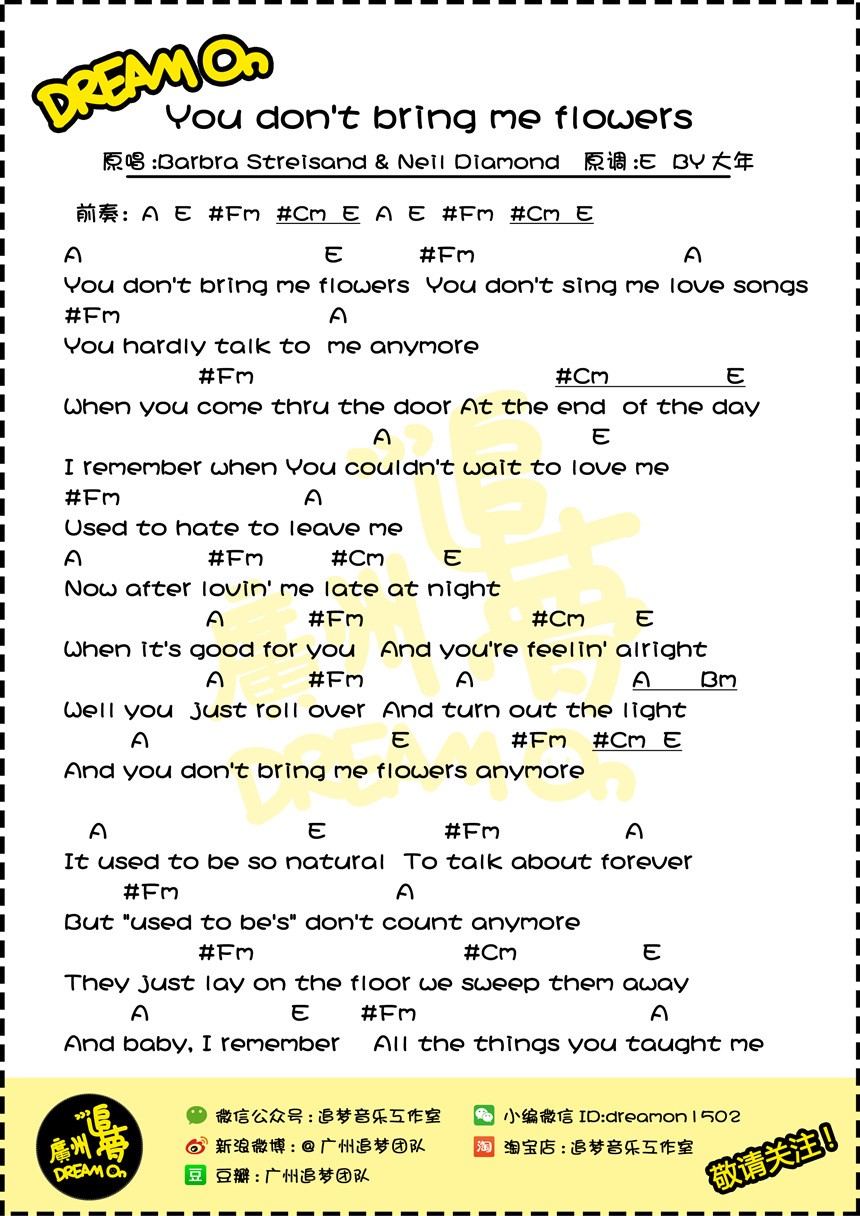 DREAM On
You don't bring me flowers
原唱:Barbra Streisand & Neil Diamond 原调:E BY大年
前奏: A E #Fm #Cm E A E #Fm #Cm E
A E #Fm A
You don't bring me flowers You don't sing me love songs
#Fm A
You hardly talk to me anymore
#Fm #Cm E
When you come thru the door At the end of the day
A E
I remember when You couldn't wait to love me
#Fm A
Used to hate to leave me
A #Fm #Cm E
Now after lovin' me late at night
A #Fm #Cm E
When it's good for you And you're feelin' alright
A #Fm A A Bm
Well you just roll over And turn out the light
A E #Fm #Cm E
And you don't bring me flowers anymore
A E #Fm A
It used to be so natural To talk about forever
#Fm A
But "used to be's" don't count anymore
#Fm #Cm E
They just lay on the floor we sweep them away
A E #Fm A
And baby, I remember All the things you taught me
追夢
廣州
DREAM On
追夢
廣州
DREAM On
微信公众号:追梦音乐工作室
小编微信ID:dreamon1502
新浪微博:@广州追梦团队
淘 淘宝店:追梦音乐工作室
豆 豆瓣:广州追梦团队
敬请关注!